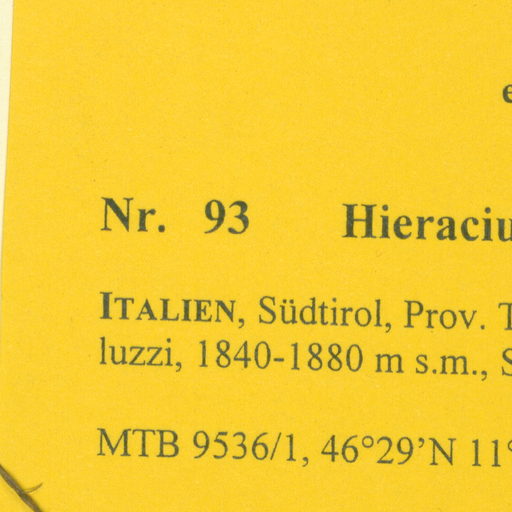 Nr. 93 Hieraciu
ITALIEN, Südtirol, Prov. T
luzzi, 1840-1880 m s.m., S
MTB 9536/1, 46°29’N 11°